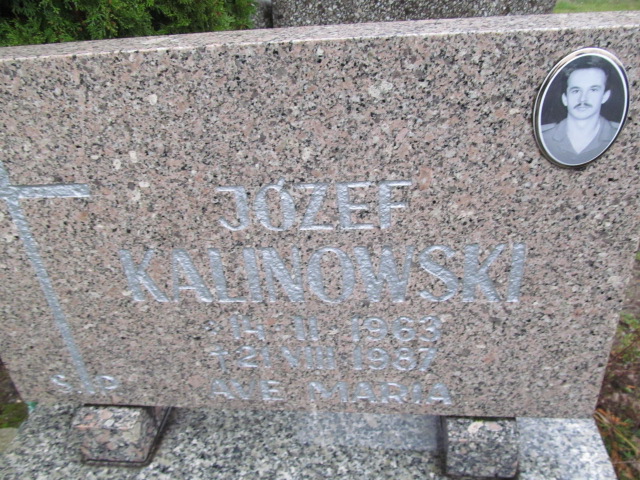 JÓZEF
KALINOWSKI
* 14 II 1963
† 21 VIII 1987
AVE MARIA
Ś P